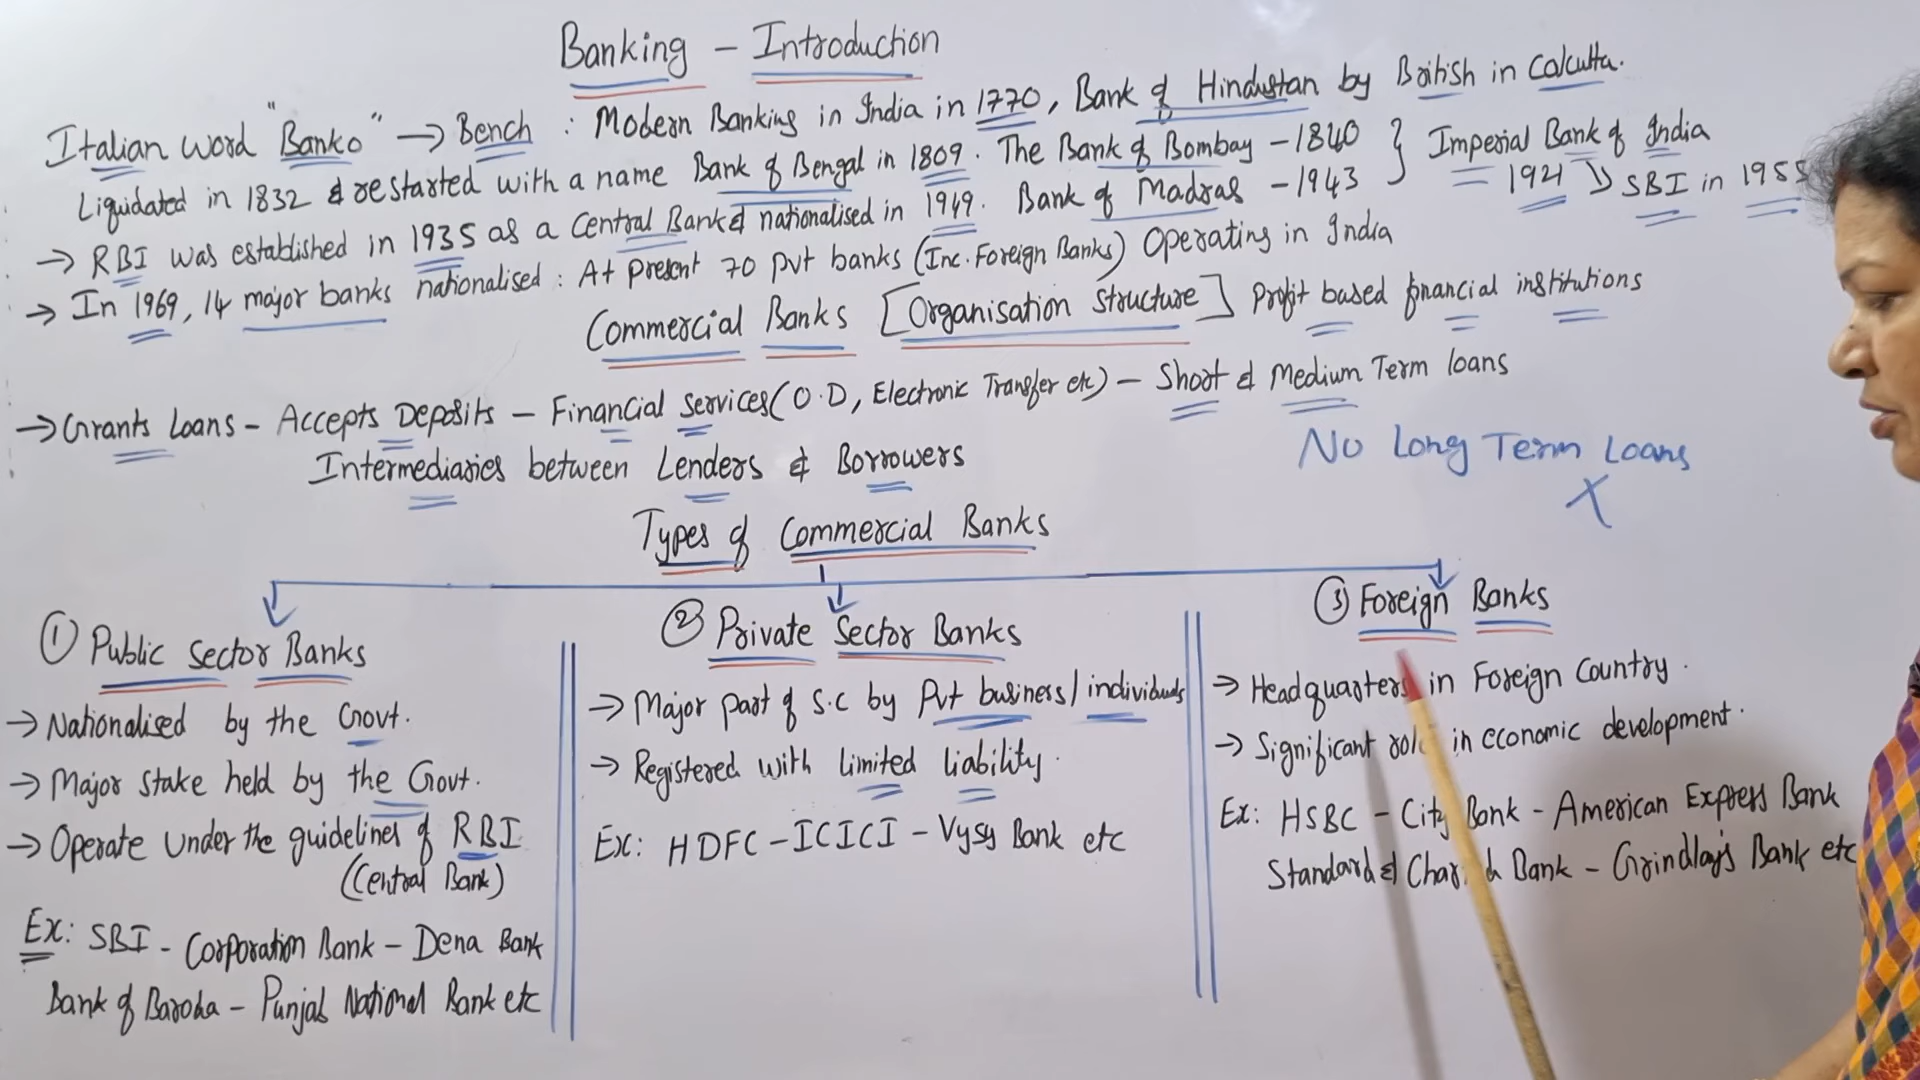 Banking - Introduction
Italian word "Banko" → Bench : Modern Banking in India in 1770, Bank of Hindustan by British in Calcutta.
Liquidated in 1832 & restarted with a name Bank of Bengal in 1809. The Bank of Bombay - 1840 } Imperial Bank of India
Bank of Madras - 1943 1921 ↳ SBI in 1955
→ RBI was established in 1935 as a Central Bank & nationalised in 1949.
→ In 1969, 14 major banks nationalised : At present 70 pvt banks (Inc. Foreign Banks) Operating in India
Commercial Banks [Organisation Structure] Profit based financial institutions
→ Grants Loans - Accepts Deposits - Financial Services (O.D, Electronic Transfer etc) - Short & Medium Term loans
Intermediaries between Lenders & Borrowers
No Long Term Loans
X
Types of Commercial Banks
① Public Sector Banks
→ Nationalised by the Govt.
→ Major stake held by the Govt.
→ Operate Under the guidelines of RBI
(Central Bank)
Ex: SBI - Corporation Bank - Dena Bank
Bank of Baroda - Punjab National Bank etc
② Private Sector Banks
→ Major part of S.C by Pvt business/individuals
→ Registered with limited liability.
Ex: HDFC - ICICI - Vysy Bank etc
③ Foreign Banks
→ Headquarters in Foreign Country.
→ Significant role in economic development.
Ex: HSBC - City Bank - American Express Bank
Standard & Bank - Grindlays Bank etc